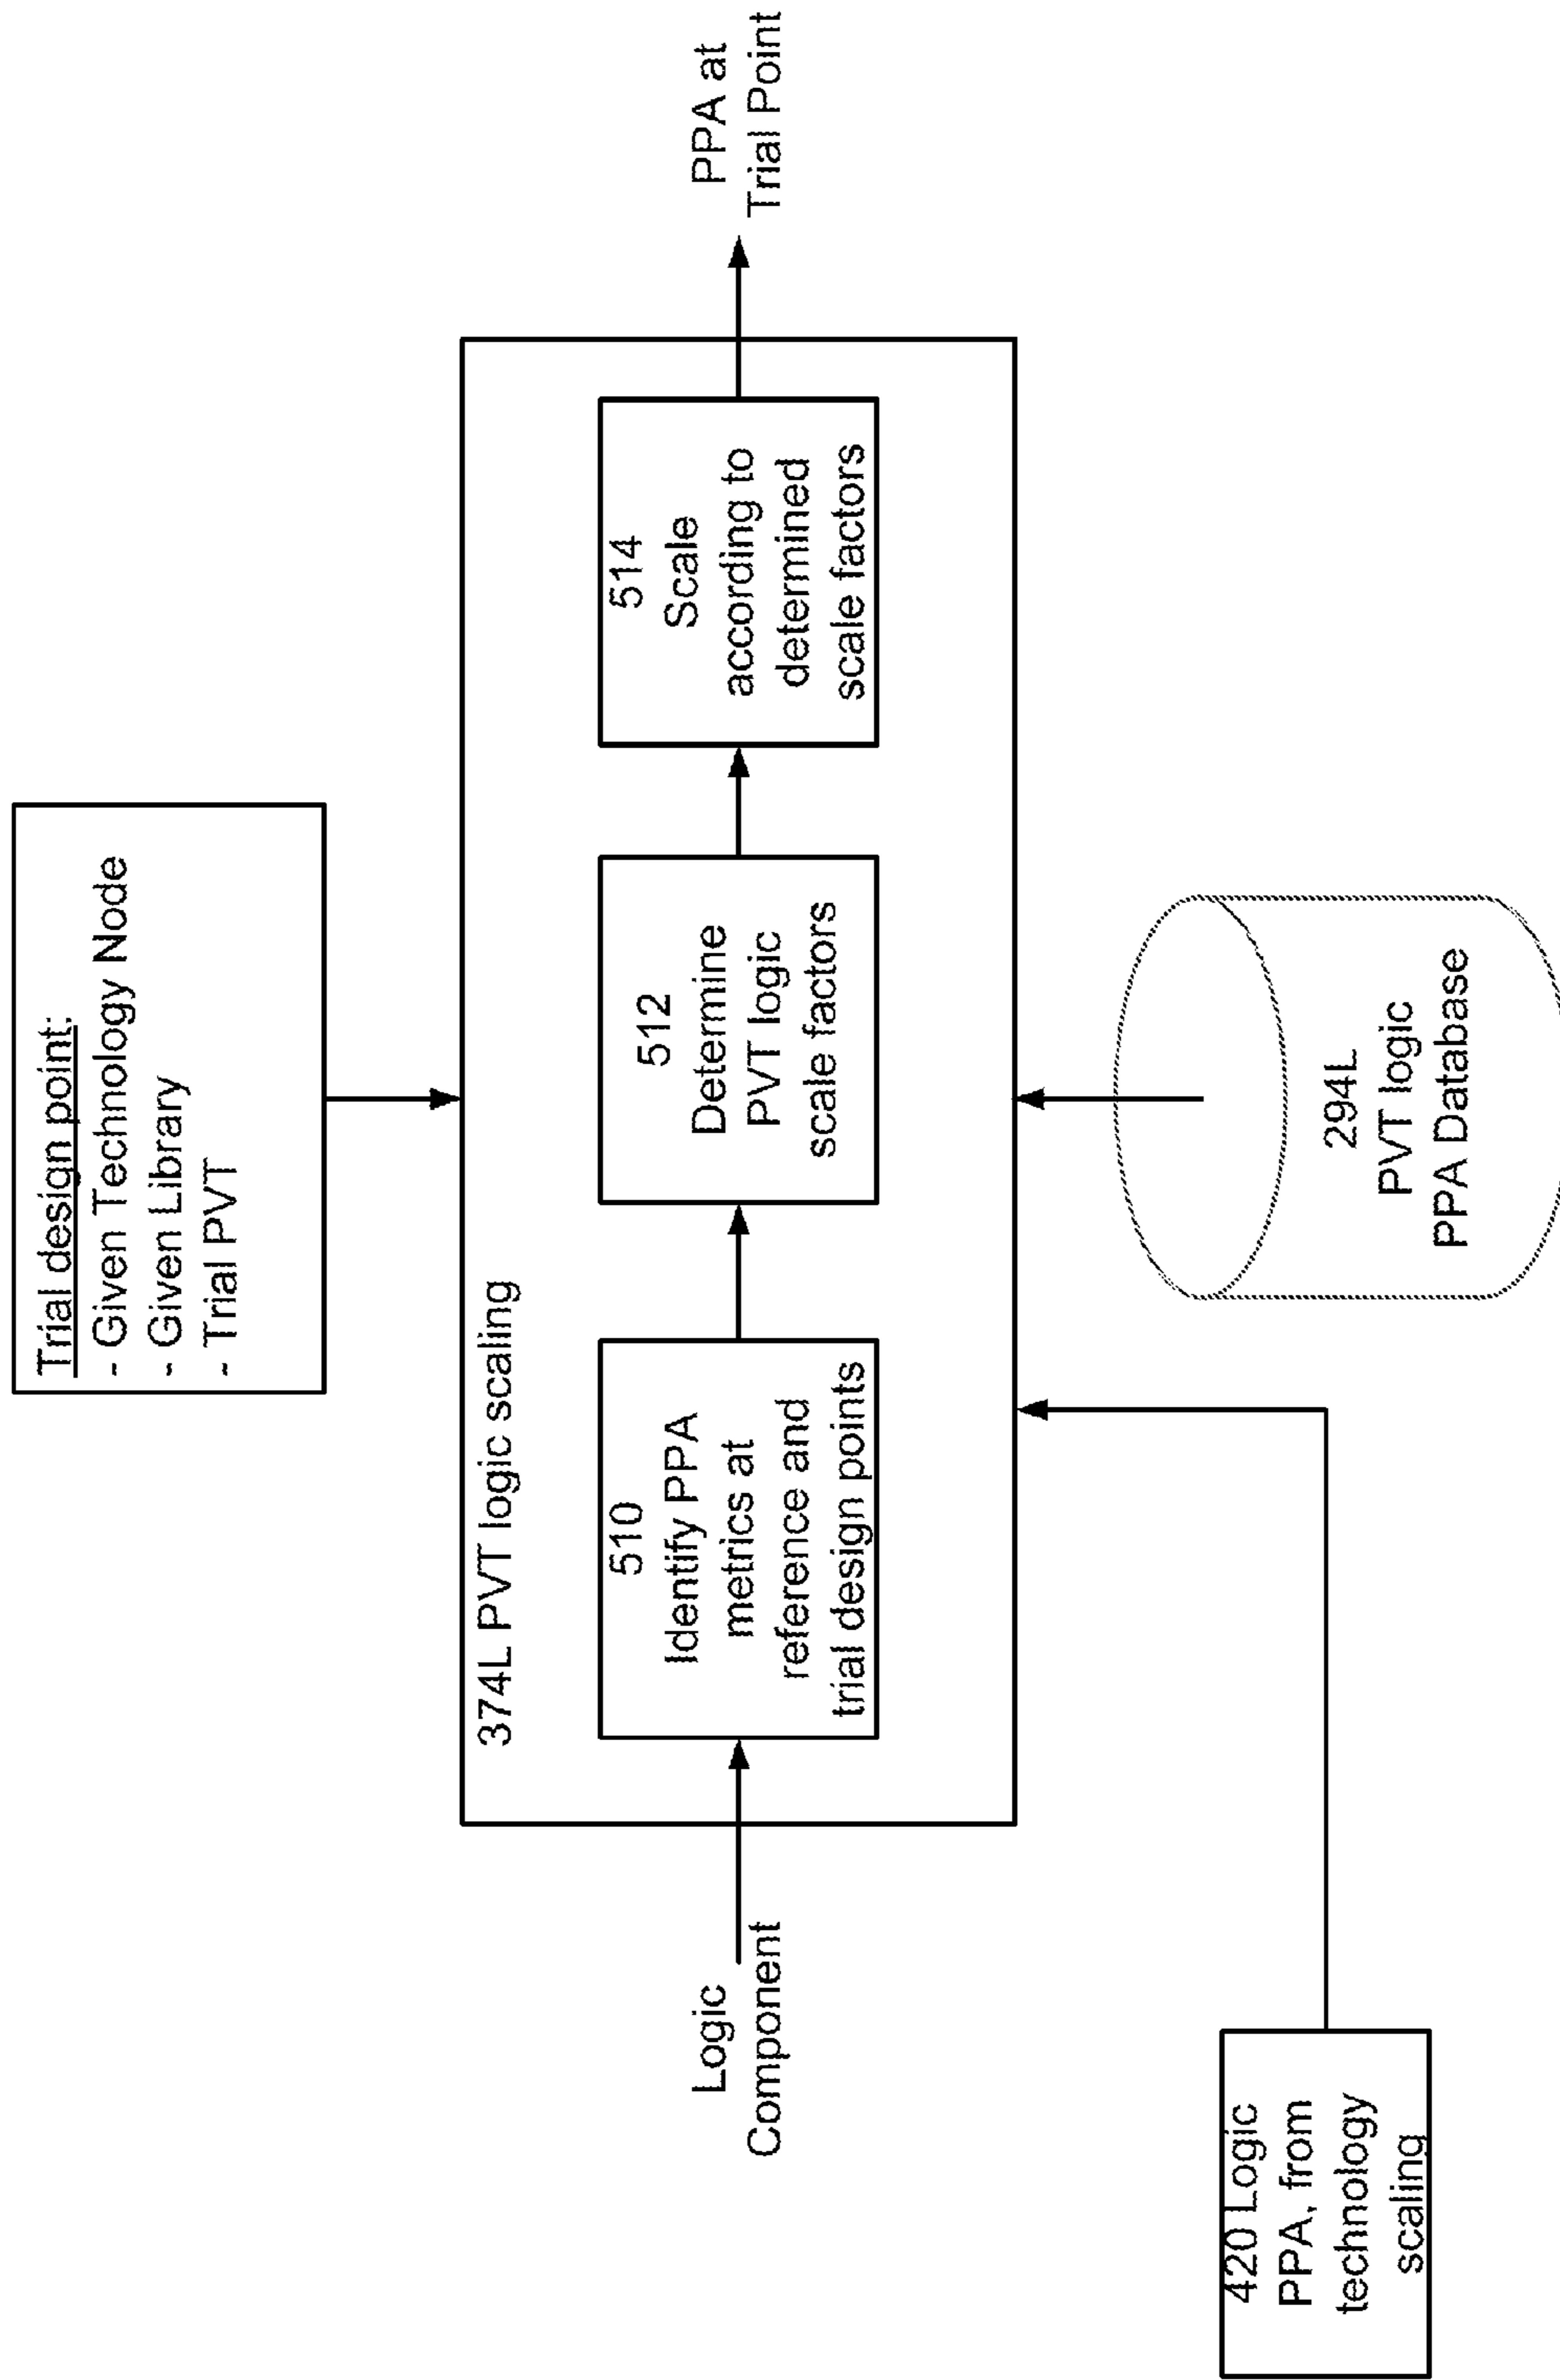 Trial design point:
- Given Technology Node
- Given Library
- Trial PVT
374L PVT logic scaling
Logic
Component
510
Identify PPA
metrics at
reference and
trial design points
512
Determine
PVT logic
scale factors
514
Scale
according to
determined
scale factors
PPA at
Trial Point
420 Logic
PPA, from
technology
scaling
294L
PVT logic
PPA Database